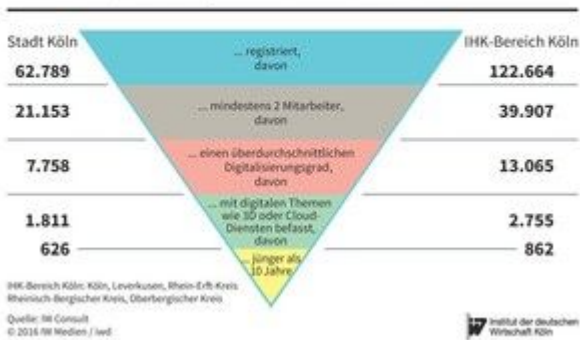 Stadt Köln
IHK-Bereich Köln
... registriert,
davon
62.789
122.664
... mindestens 2 Mitarbeiter,
davon
21.153
39.907
... einen überdurchschnittlichen
Digitalisierungsgrad,
davon
7.758
13.065
... mit digitalen Themen
wie 3D oder Cloud-
Diensten befasst,
davon
1.811
2.755
... jünger als
10 Jahre
626
862
IHK-Bereich Köln: Köln, Leverkusen, Rhein-Erft-Kreis
Rheinisch-Bergischer Kreis, Oberbergischer Kreis
Quelle: IW Consult
© 2016 IW Medien / iwd
Institut der deutschen
Wirtschaft Köln